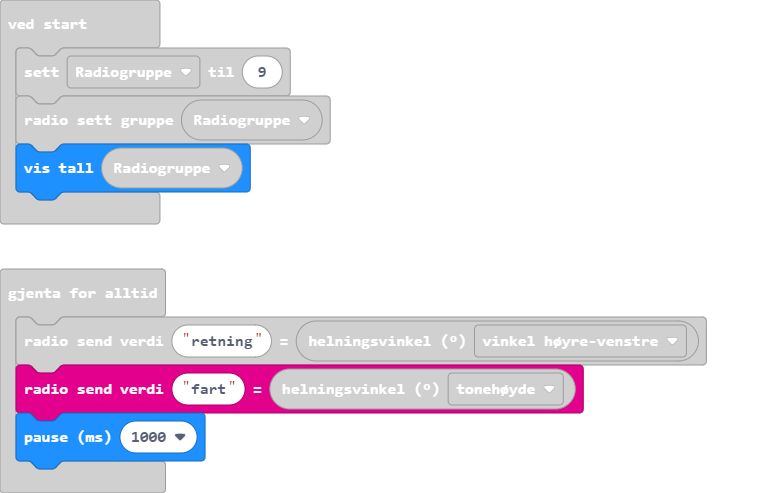 ved start
sett Radiogruppe til 9
radio sett gruppe Radiogruppe
vis tall Radiogruppe
gjenta for alltid
radio send verdi "retning" = helningsvinkel (°) vinkel høyre-venstre
radio send verdi "fart" = helningsvinkel (°) tonehøyde
pause (ms) 1000